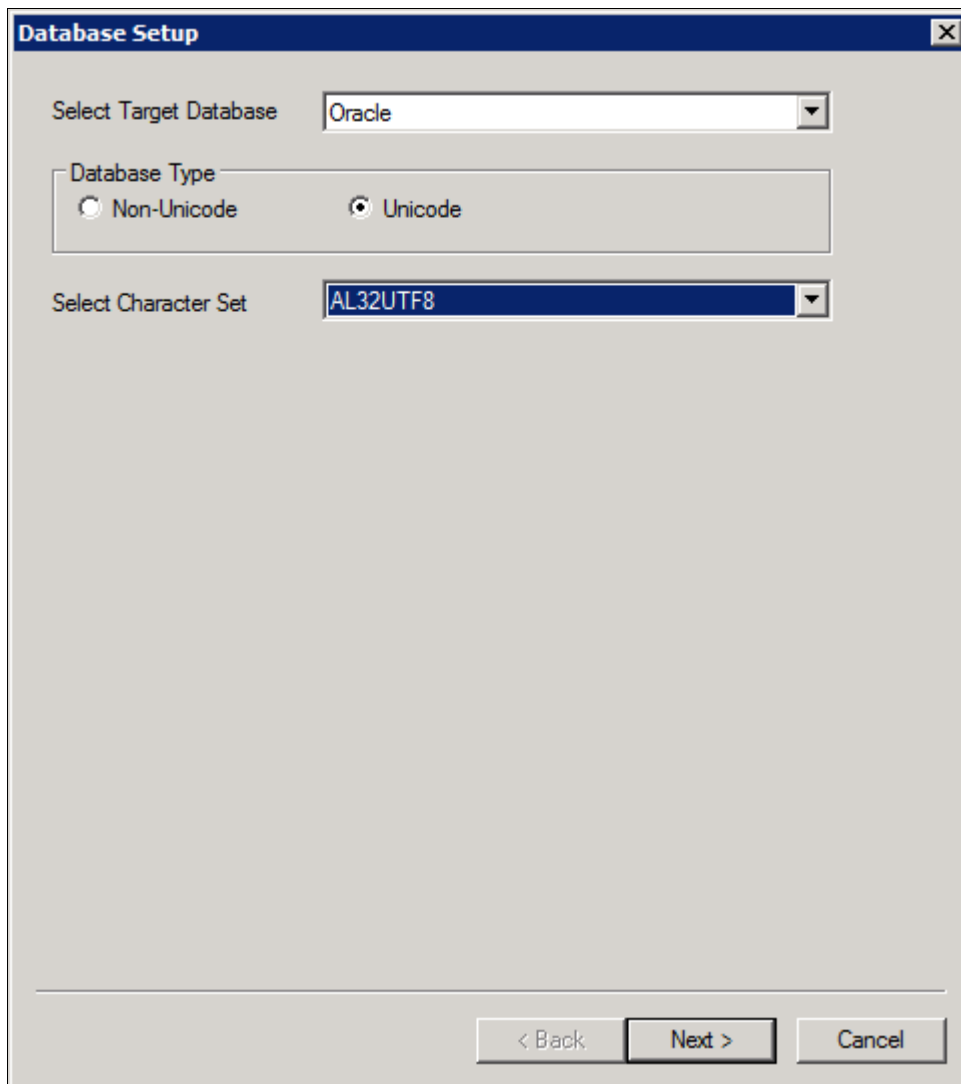 Database Setup
Select Target Database Oracle
Database Type
Non-Unicode Unicode
Select Character Set AL32UTF8
< Back Next > Cancel